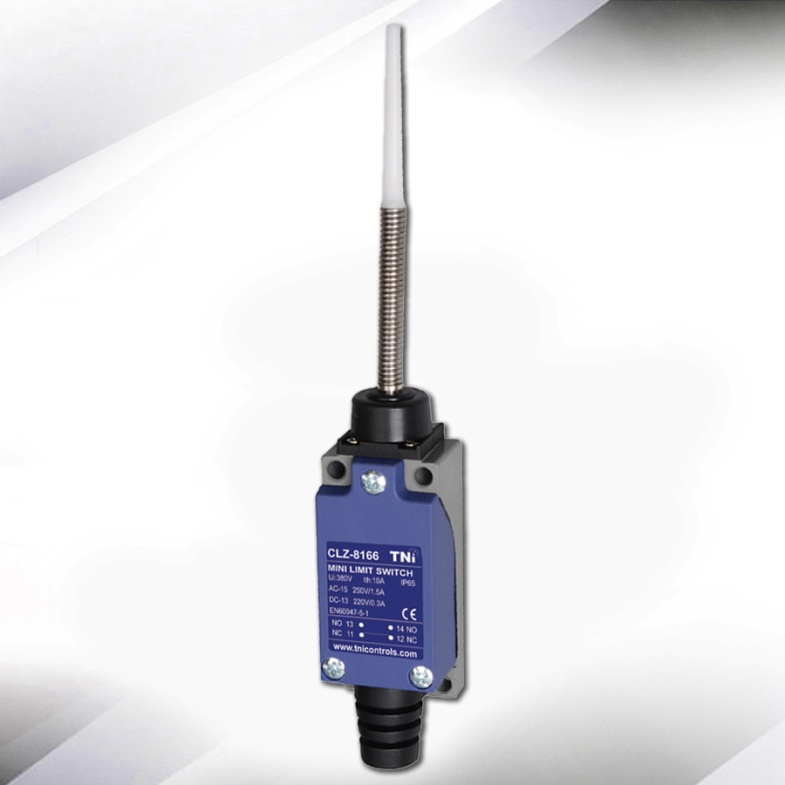 CLZ-8166 TNi
MINI LIMIT SWITCH
Ui:380V Ith:10A IP65
AC-15 250V/1.5A
DC-13 220V/0.3A
EN60947-5-1 CE
NO 13 14 NO
NC 11 12 NC
www.tnicontrols.com